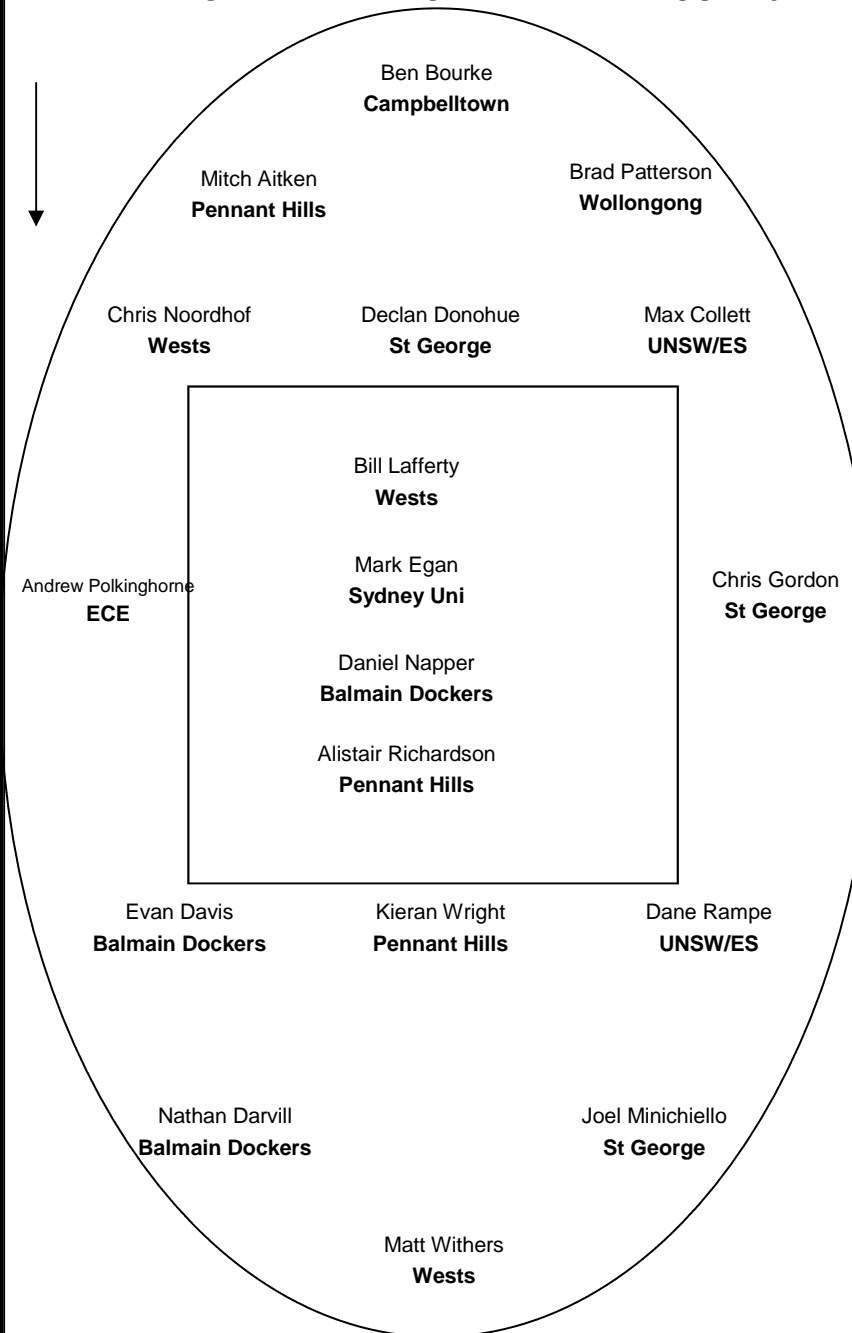 Ben Bourke
Campbelltown
Mitch Aitken
Pennant Hills
Brad Patterson
Wollongong
Chris Noordhof
Wests
Declan Donohue
St George
Max Collett
UNSW/ES
Bill Lafferty
Wests
Andrew Polkinghorne
ECE
Mark Egan
Sydney Uni
Chris Gordon
St George
Daniel Napper
Balmain Dockers
Alistair Richardson
Pennant Hills
Evan Davis
Balmain Dockers
Kieran Wright
Pennant Hills
Dane Rampe
UNSW/ES
Nathan Darvill
Balmain Dockers
Joel Minichiello
St George
Matt Withers
Wests